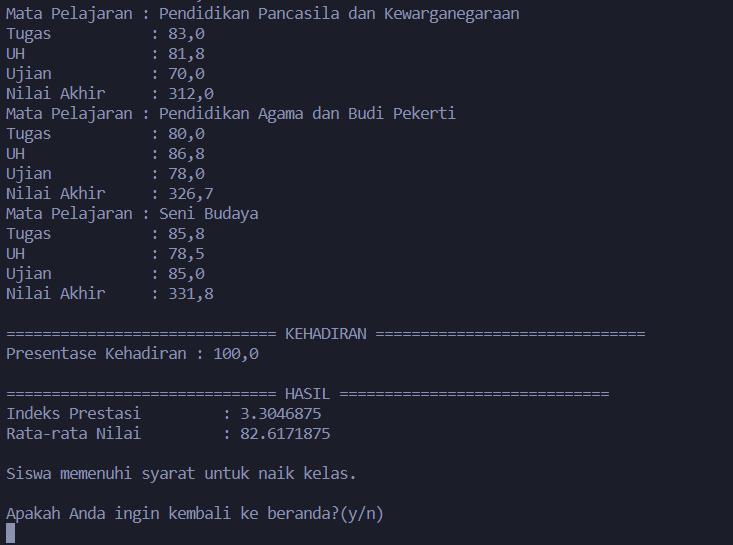 Mata Pelajaran : Pendidikan Pancasila dan Kewarganegaraan
Tugas : 83,0
UH : 81,8
Ujian : 70,0
Nilai Akhir : 312,0
Mata Pelajaran : Pendidikan Agama dan Budi Pekerti
Tugas : 80,0
UH : 86,8
Ujian : 78,0
Nilai Akhir : 326,7
Mata Pelajaran : Seni Budaya
Tugas : 85,8
UH : 78,5
Ujian : 85,0
Nilai Akhir : 331,8
============================== KEHADIRAN ==============================
Presentase Kehadiran : 100,0
============================== HASIL ==============================
Indeks Prestasi : 3.3046875
Rata-rata Nilai : 82.6171875
Siswa memenuhi syarat untuk naik kelas.
Apakah Anda ingin kembali ke beranda?(y/n)